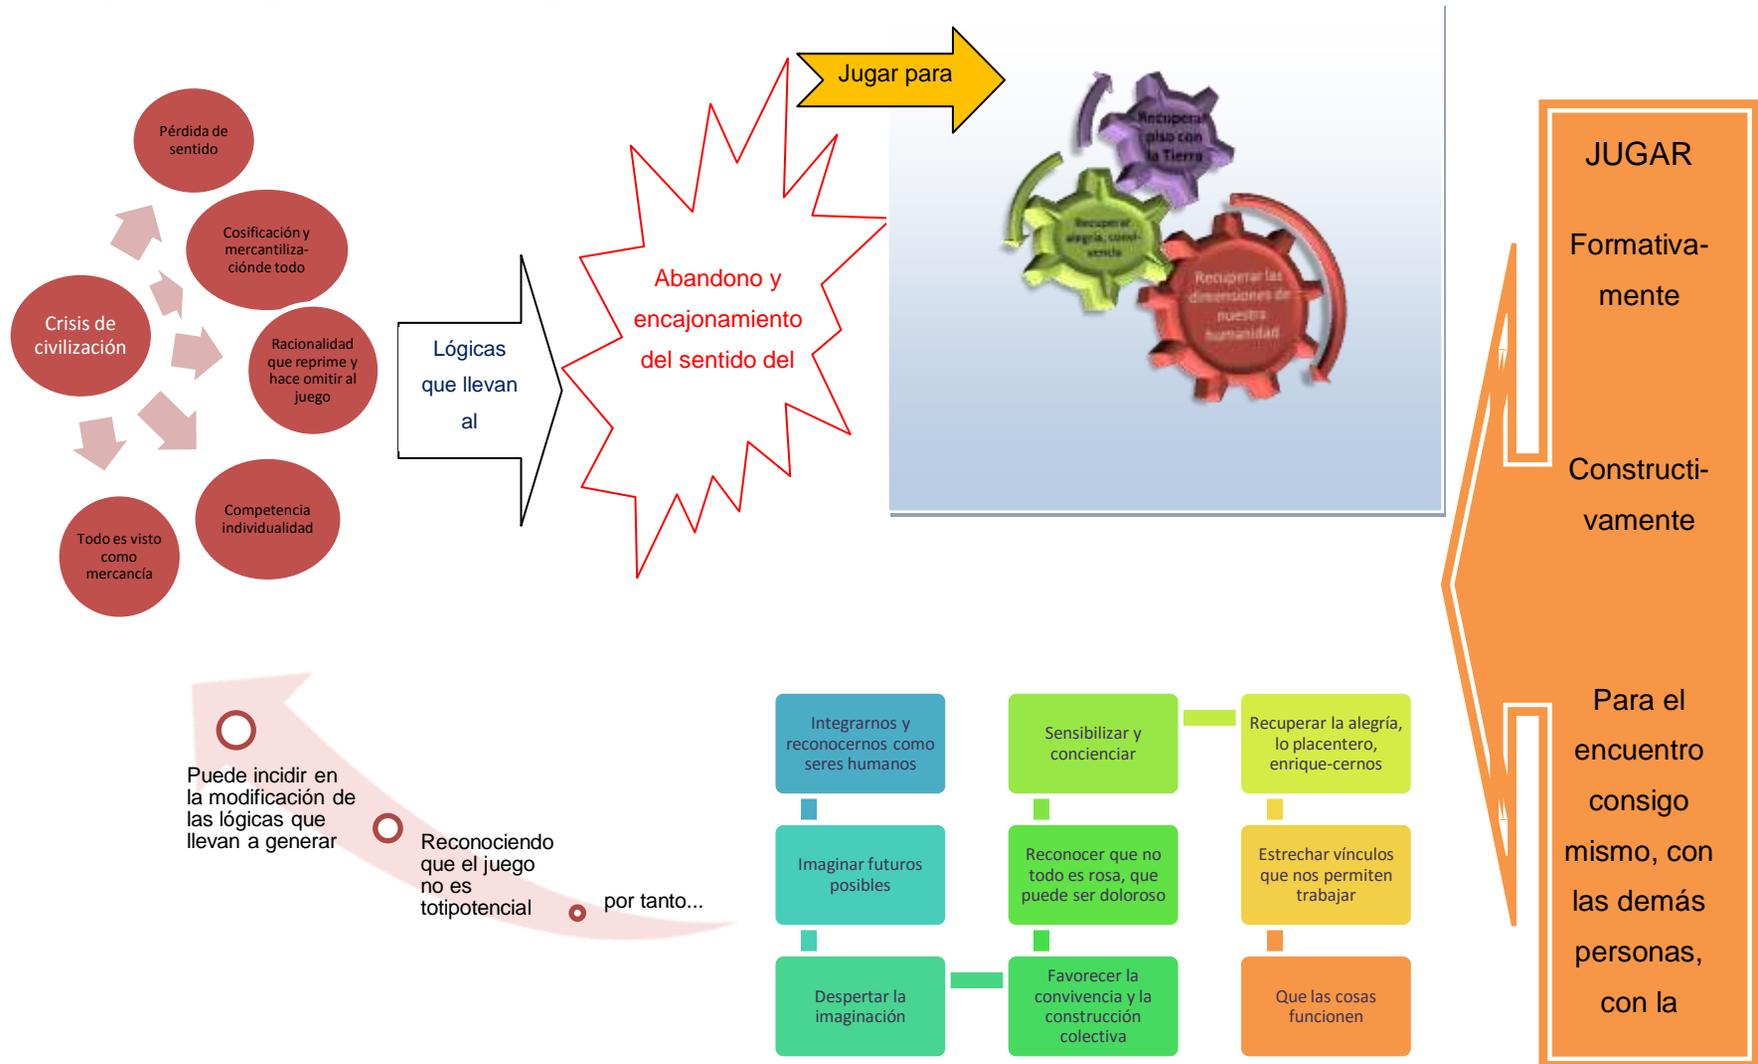 Pérdida de
sentido
Cosificación y
mercantiliza-
ciónde todo
Crisis de
civilización
Racionalidad
que reprime y
hace omitir al
juego
Competencia
individualidad
Todo es visto
como
mercancía
Lógicas
que llevan
al
Abandono y
encajonamiento
del sentido del
Jugar para
Recuperar
piso con
la Tierra
Recuperar
alegría, convi-
vencia
Recuperar las
dimensiones de
nuestra
humanidad
JUGAR
Formativa-
mente
Constructi-
vamente
Para el
encuentro
consigo
mismo, con
las demás
personas,
con la
Integrarnos y
reconocernos como
seres humanos
Imaginar futuros
posibles
Despertar la
imaginación
Favorecer la
convivencia y la
construcción
colectiva
Reconocer que no
todo es rosa, que
puede ser doloroso
Sensibilizar y
concienciar
Recuperar la alegría,
lo placentero,
enrique-cernos
Estrechar vínculos
que nos permiten
trabajar
Que las cosas
funcionen
por tanto...
Reconociendo
que el juego
no es
totipotencial
Puede incidir en
la modificación de
las lógicas que
llevan a generar